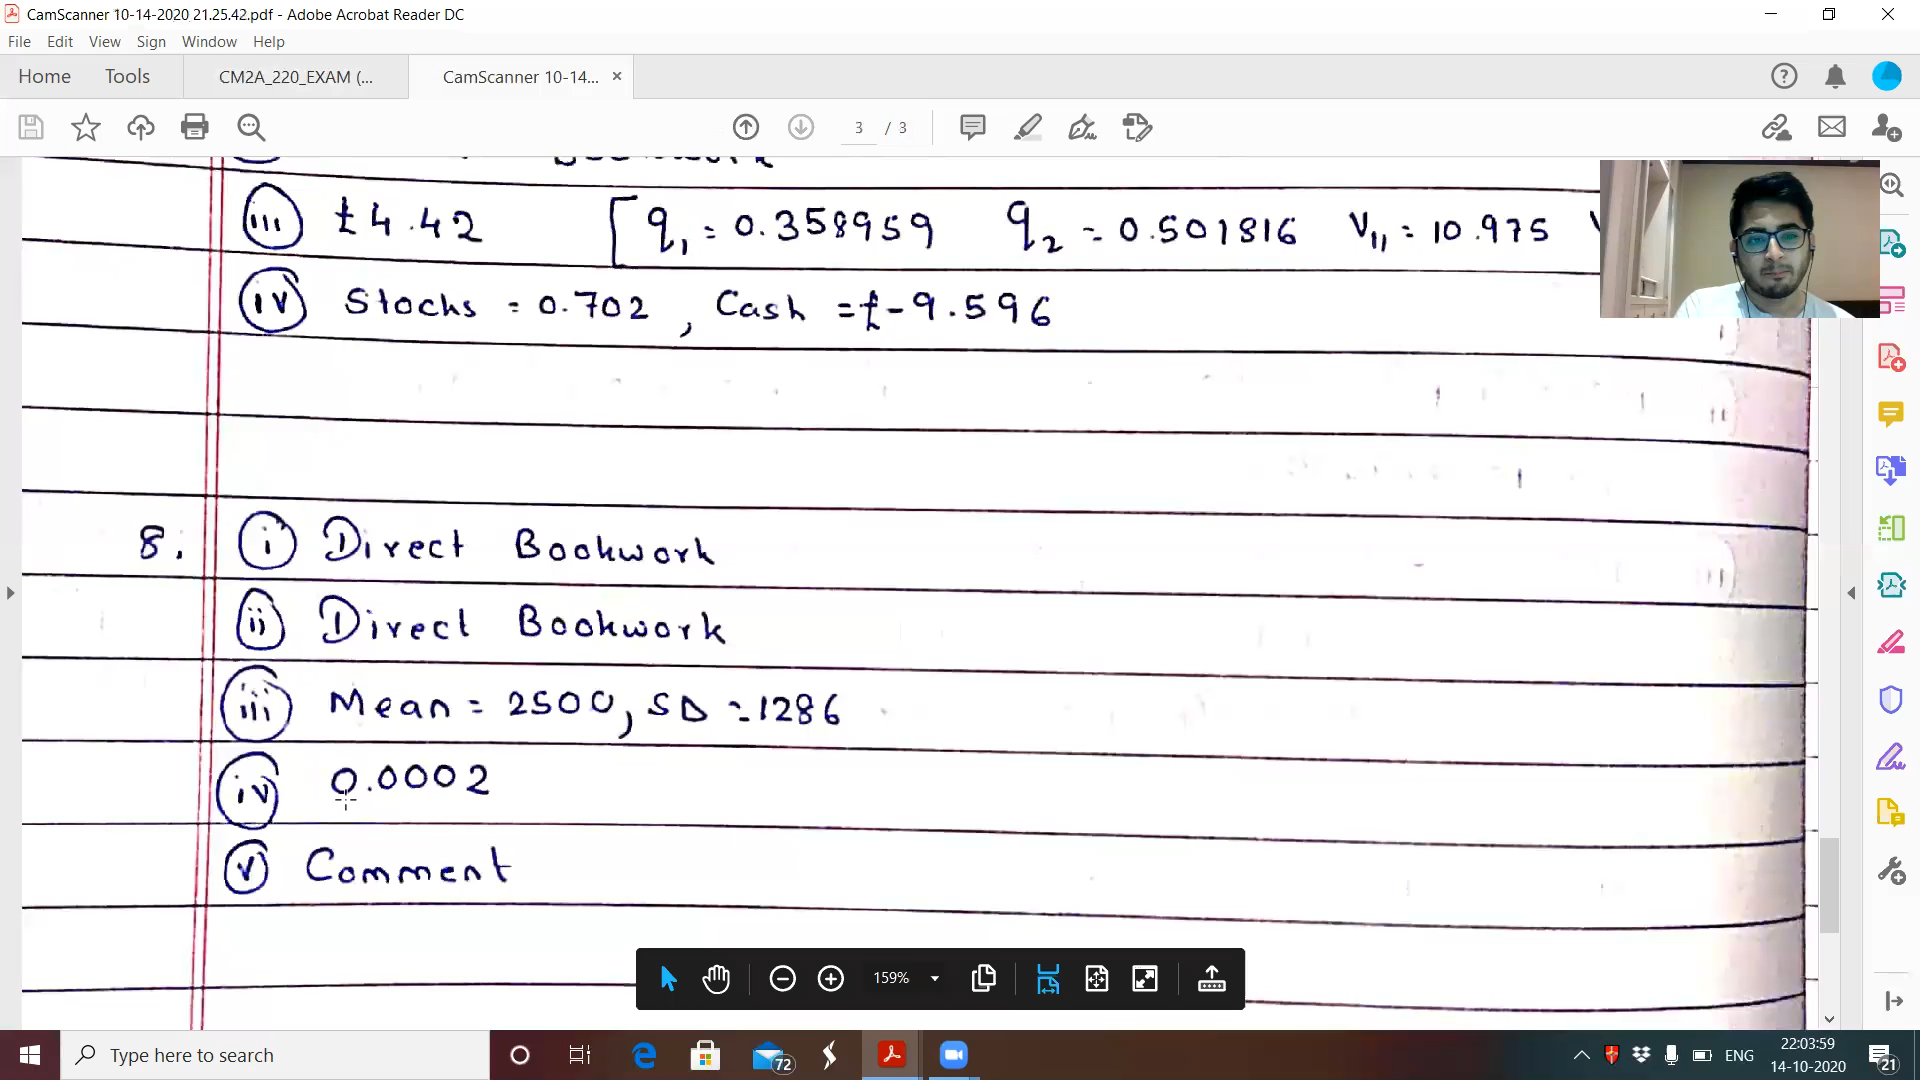 CamScanner 10-14-2020 21.25.42.pdf - Adobe Acrobat Reader DC
File Edit View Sign Window Help
Home Tools CM2A_220_EXAM (... CamScanner 10-14... ×
3 / 3
(iii) £4.42 [ q1 = 0.358959 q2 = 0.501816 V11 = 10.975
(iv) Stocks = 0.702 , Cash = £-9.596
8. (i) Direct Bookwork
(ii) Direct Bookwork
(iii) Mean = 2500, SD = 1286
(iv) 0.0002
(v) Comment
159%
Type here to search
72
ENG
22:03:59
14-10-2020
21